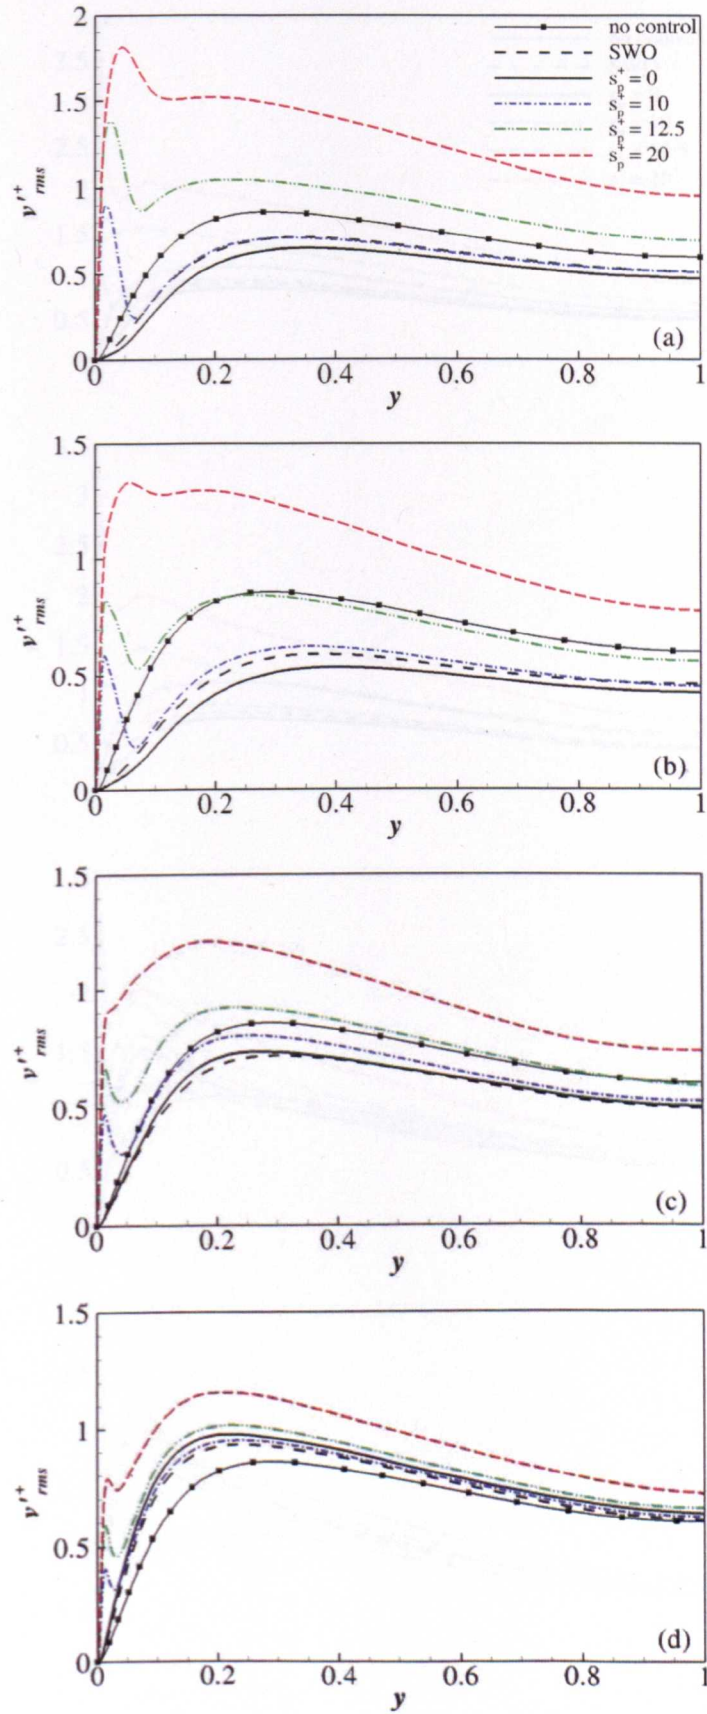 2
1.5
1
0.5
0
v'⁺rms
no control
SWO
s⁺p = 0
s⁺p = 10
s⁺p = 12.5
s⁺p = 20
(a)
0 0.2 0.4 0.6 0.8 1
y
1.5
1
0.5
0
v'⁺rms
(b)
0 0.2 0.4 0.6 0.8 1
y
1.5
1
0.5
0
v'⁺rms
(c)
0 0.2 0.4 0.6 0.8 1
y
1.5
1
0.5
0
v'⁺rms
(d)
0 0.2 0.4 0.6 0.8 1
y